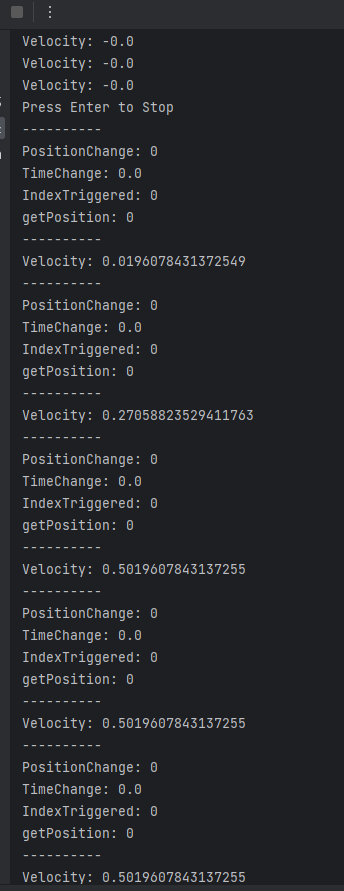 Velocity: -0.0
Velocity: -0.0
Velocity: -0.0
Press Enter to Stop
----------
PositionChange: 0
TimeChange: 0.0
IndexTriggered: 0
getPosition: 0
----------
Velocity: 0.0196078431372549
----------
PositionChange: 0
TimeChange: 0.0
IndexTriggered: 0
getPosition: 0
----------
Velocity: 0.27058823529411763
----------
PositionChange: 0
TimeChange: 0.0
IndexTriggered: 0
getPosition: 0
----------
Velocity: 0.5019607843137255
----------
PositionChange: 0
TimeChange: 0.0
IndexTriggered: 0
getPosition: 0
----------
Velocity: 0.5019607843137255
----------
PositionChange: 0
TimeChange: 0.0
IndexTriggered: 0
getPosition: 0
----------
Velocity: 0.5019607843137255